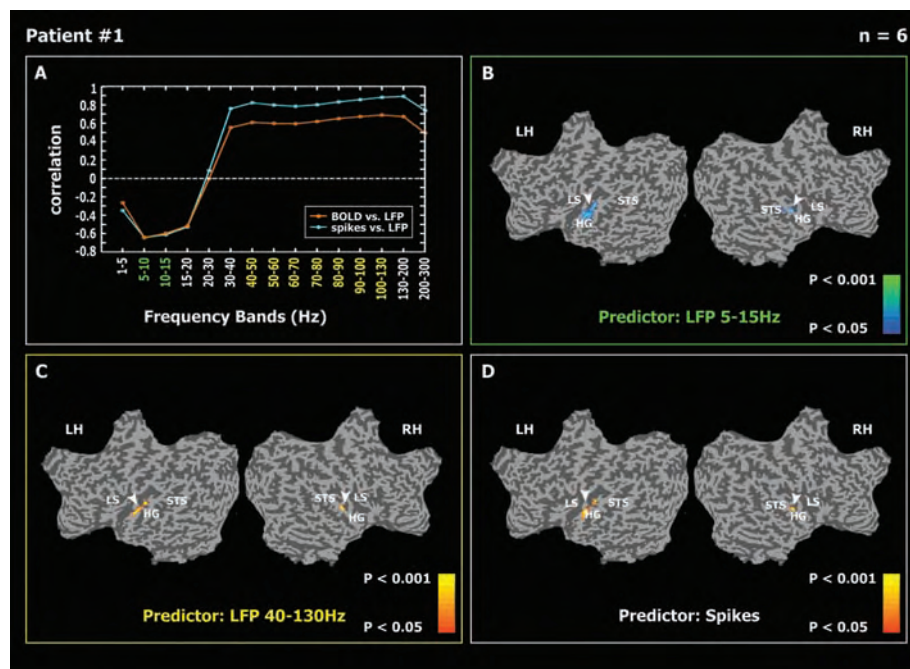 Patient #1
n = 6
A
correlation
1
0.8
0.6
0.4
0.2
0
-0.2
-0.4
-0.6
-0.8
BOLD vs. LFP
spikes vs. LFP
1-5
5-10
10-15
15-20
20-30
30-40
40-50
50-60
60-70
70-80
80-90
90-100
100-130
130-200
200-300
Frequency Bands (Hz)
B
LH
RH
LS
STS
HG
STS
LS
HG
P < 0.001
P < 0.05
Predictor: LFP 5-15Hz
C
LH
RH
LS
STS
HG
STS
LS
HG
P < 0.001
P < 0.05
Predictor: LFP 40-130Hz
D
LH
RH
LS
STS
HG
STS
LS
HG
P < 0.001
P < 0.05
Predictor: Spikes